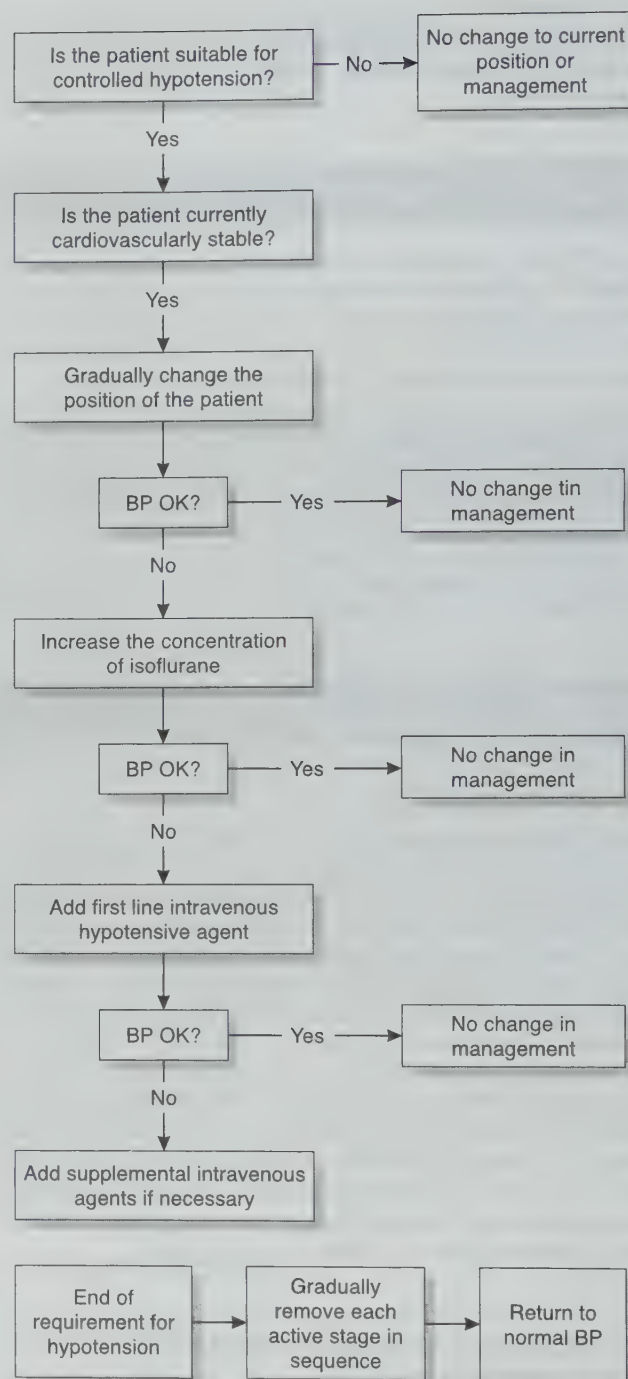 Is the patient suitable for
controlled hypotension?
No
No change to current
position or
management
Yes
Is the patient currently
cardiovascularly stable?
Yes
Gradually change the
position of the patient
BP OK?
Yes
No change tin
management
No
Increase the concentration
of isoflurane
BP OK?
Yes
No change in
management
No
Add first line intravenous
hypotensive agent
BP OK?
Yes
No change in
management
No
Add supplemental intravenous
agents if necessary
End of
requirement for
hypotension
Gradually
remove each
active stage in
sequence
Return to
normal BP